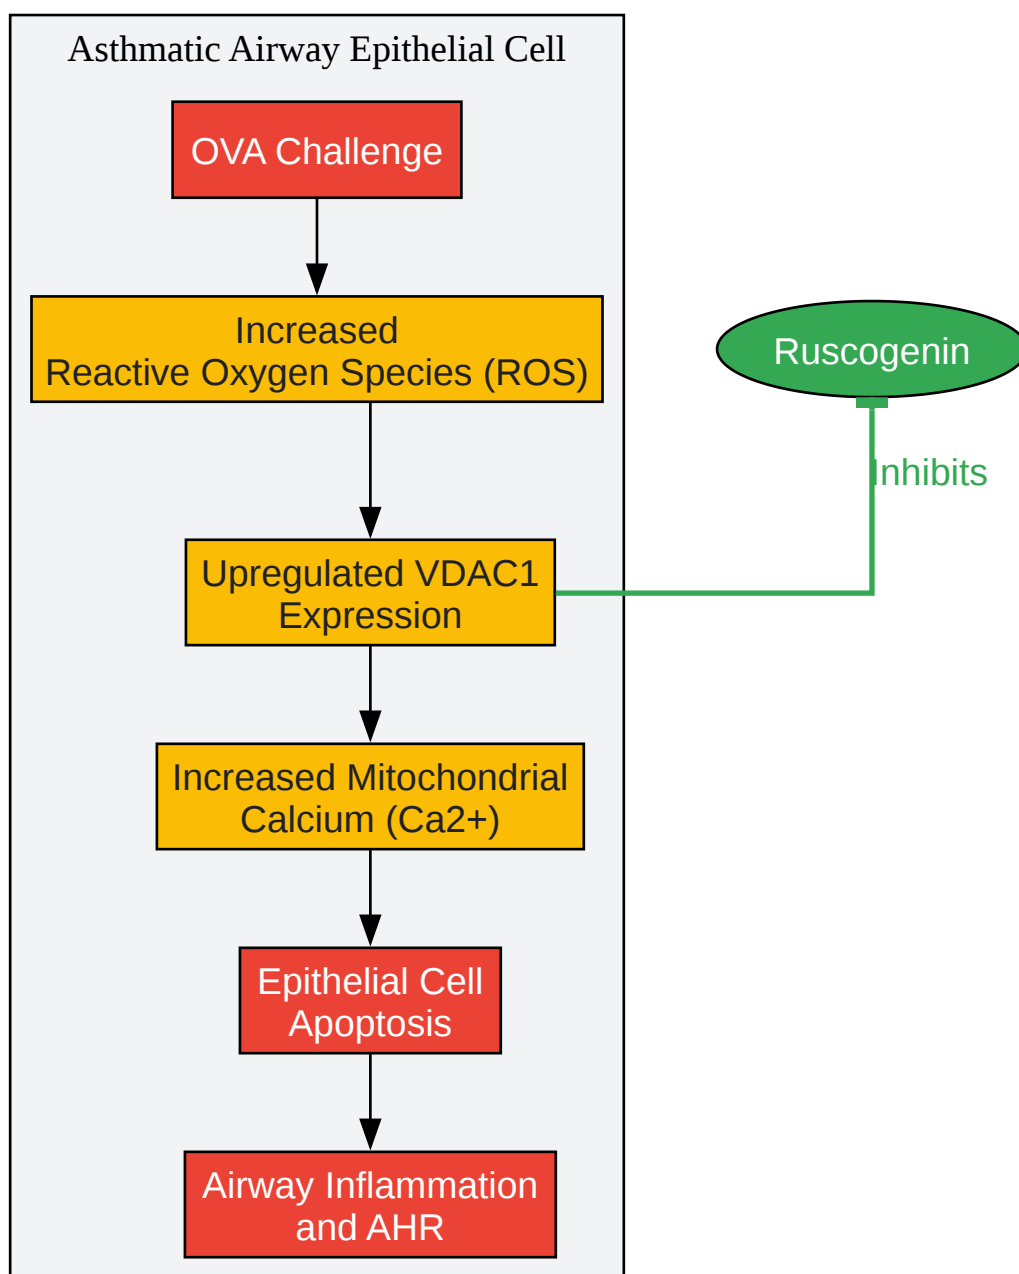 Asthmatic Airway Epithelial Cell
OVA Challenge
Increased
Reactive Oxygen Species (ROS)
Ruscogenin
Inhibits
Upregulated VDAC1
Expression
Increased Mitochondrial
Calcium (Ca2+)
Epithelial Cell
Apoptosis
Airway Inflammation
and AHR